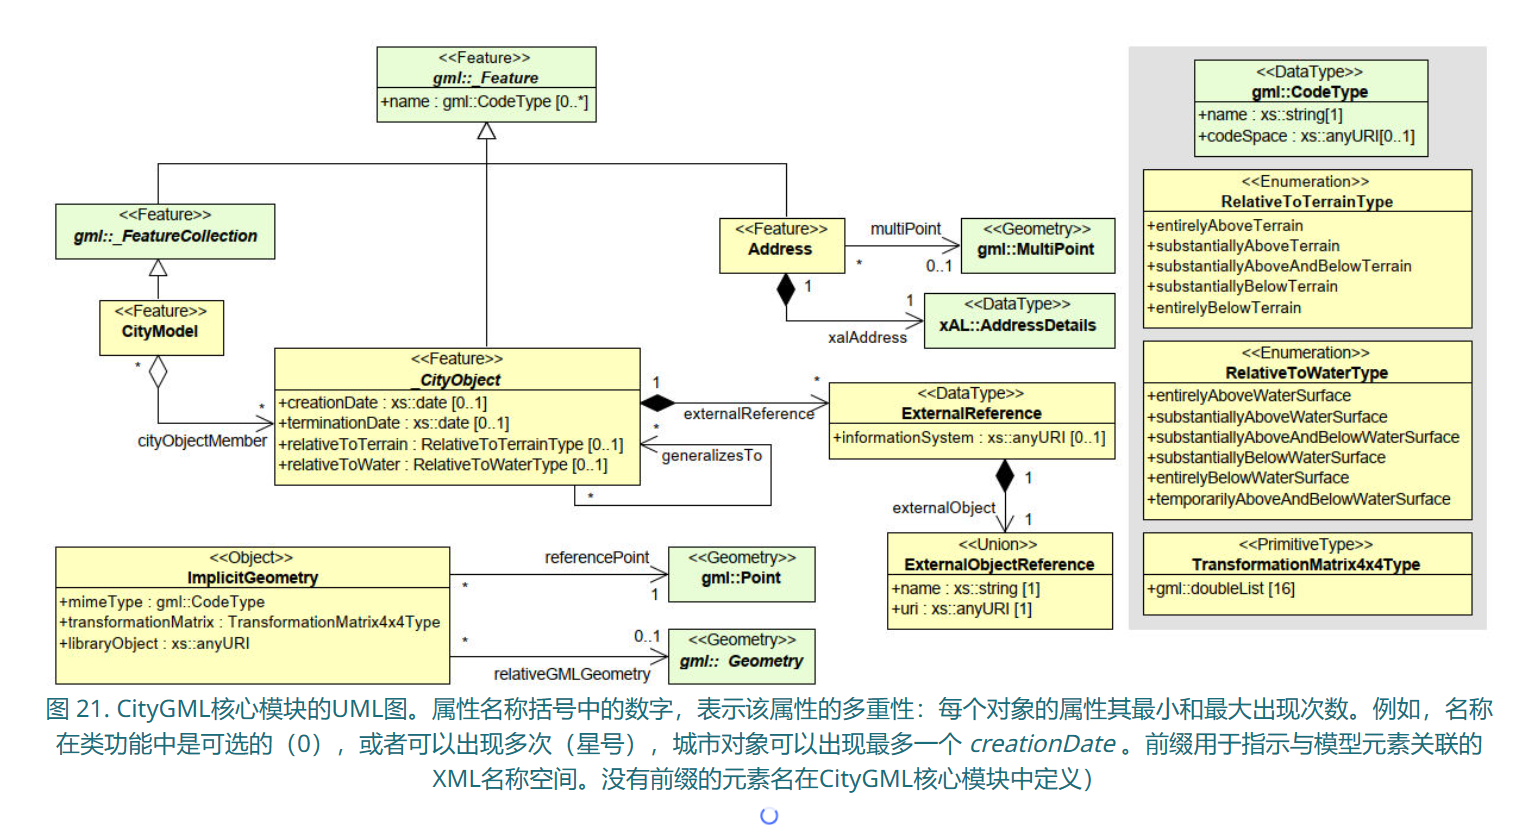 <<Feature>>
gml::_Feature
+name : gml::CodeType [0..*]
<<Feature>>
gml::_FeatureCollection
<<Feature>>
CityModel
*
*
cityObjectMember
<<Feature>>
_CityObject
+creationDate : xs::date [0..1]
+terminationDate : xs::date [0..1]
+relativeToTerrain : RelativeToTerrainType [0..1]
+relativeToWater : RelativeToWaterType [0..1]
1
*
externalReference
*
generalizesTo
*
<<Feature>>
Address
multiPoint
*
0..1
<<Geometry>>
gml::MultiPoint
1
1
xalAddress
<<DataType>>
xAL::AddressDetails
<<DataType>>
ExternalReference
+informationSystem : xs::anyURI [0..1]
1
externalObject
1
<<Union>>
ExternalObjectReference
+name : xs::string [1]
+uri : xs::anyURI [1]
<<Object>>
ImplicitGeometry
+mimeType : gml::CodeType
+transformationMatrix : TransformationMatrix4x4Type
+libraryObject : xs::anyURI
referencePoint
*
1
<<Geometry>>
gml::Point
*
0..1
relativeGMLGeometry
<<Geometry>>
gml::_Geometry
<<DataType>>
gml::CodeType
+name : xs::string[1]
+codeSpace : xs::anyURI[0..1]
<<Enumeration>>
RelativeToTerrainType
+entirelyAboveTerrain
+substantiallyAboveTerrain
+substantiallyAboveAndBelowTerrain
+substantiallyBelowTerrain
+entirelyBelowTerrain
<<Enumeration>>
RelativeToWaterType
+entirelyAboveWaterSurface
+substantiallyAboveWaterSurface
+substantiallyAboveAndBelowWaterSurface
+substantiallyBelowWaterSurface
+entirelyBelowWaterSurface
+temporarilyAboveAndBelowWaterSurface
<<PrimitiveType>>
TransformationMatrix4x4Type
+gml::doubleList [16]
图 21. CityGML核心模块的UML图。属性名称括号中的数字，表示该属性的多重性：每个对象的属性其最小和最大出现次数。例如，名称
在类功能中是可选的（0），或者可以出现多次（星号），城市对象可以出现最多一个 creationDate 。前缀用于指示与模型元素关联的
XML名称空间。没有前缀的元素名在CityGML核心模块中定义）